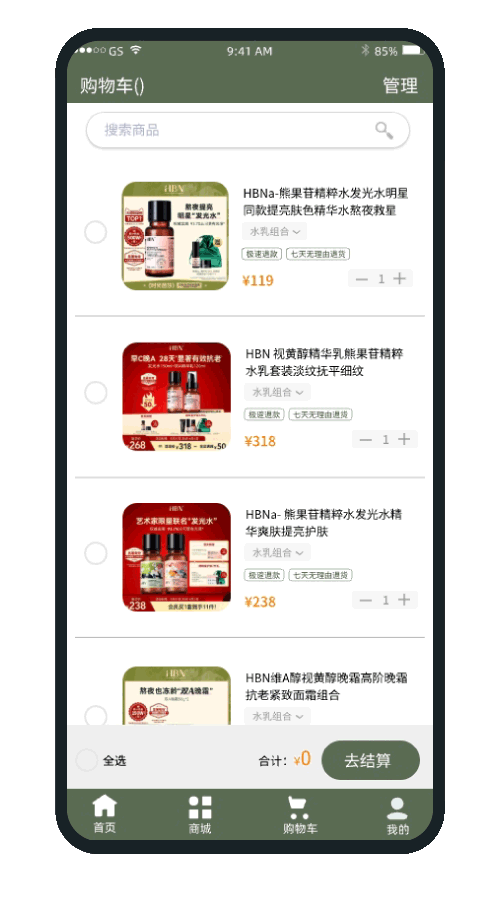 GS
9:41 AM
85%
购物车()
管理
搜索商品
HBN
熬夜提亮
明星“发光水”
TOP1
HBNa-熊果苷精粹水发光水明星
同款提亮肤色精华水熬夜救星
水乳组合
极速退款 七天无理由退货
¥119
1
HBN
早C晚A 28天显著有效抗老
268
318
50
HBN 视黄醇精华乳熊果苷精粹
水乳套装淡纹抚平细纹
水乳组合
极速退款 七天无理由退货
¥318
1
HBN
艺术家限量联名“发光水”
238
HBNa- 熊果苷精粹水发光水精
华爽肤提亮护肤
水乳组合
极速退款 七天无理由退货
¥238
1
HBN
熬夜也冻龄“双A晚霜”
HBN维A醇视黄醇晚霜高阶晚霜
抗老紧致面霜组合
水乳组合
全选
合计: ¥0
去结算
首页
商城
购物车
我的